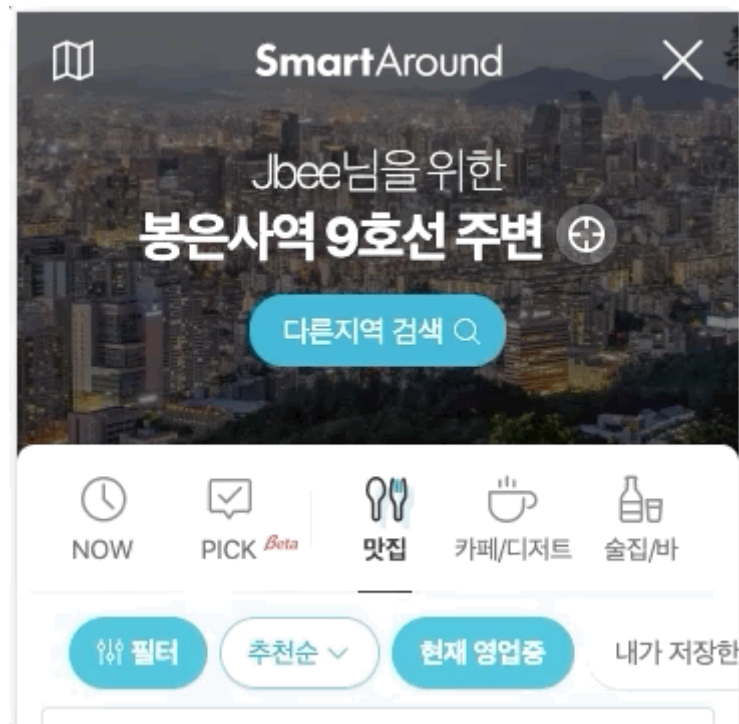 SmartAround
Jbee님을 위한
봉은사역 9호선 주변
다른지역 검색
NOW
PICK Beta
맛집
카페/디저트
술집/바
필터
추천순
현재 영업중
내가 저장한